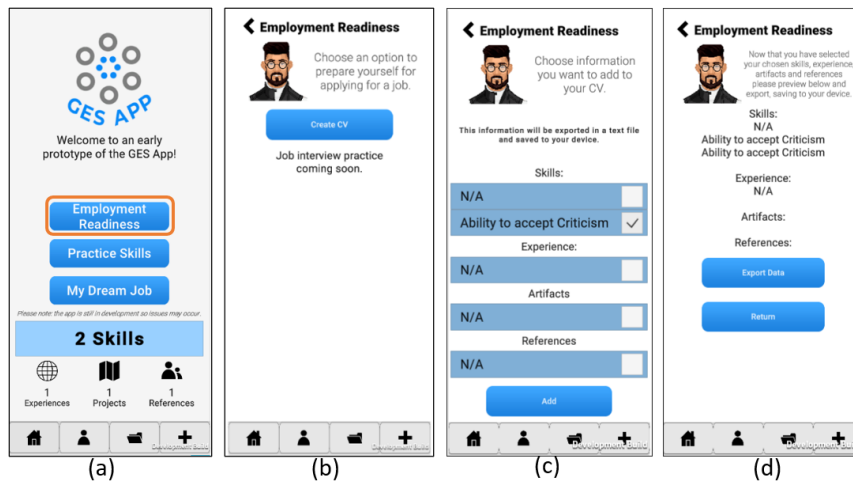 GES APP
Welcome to an early
prototype of the GES App!
Employment
Readiness
Practice Skills
My Dream Job
Please note: the app is still in development so issues may occur.
2 Skills
1
Experiences
1
Projects
1
References
Development Build
(a)
Employment Readiness
Choose an option to
prepare yourself for
applying for a job.
Create CV
Job interview practice
coming soon.
Development Build
(b)
Employment Readiness
Choose information
you want to add to
your CV.
This information will be exported in a text file
and saved to your device.
Skills:
N/A
Ability to accept Criticism
Experience:
N/A
Artifacts
N/A
References
N/A
Add
Development Build
(c)
Employment Readiness
Now that you have selected
your chosen skills, experience,
artifacts and references
please preview below and
export, saving to your device.
Skills:
N/A
Ability to accept Criticism
Ability to accept Criticism
Experience:
N/A
Artifacts:
References:
Export Data
Return
Development Bui
(d)